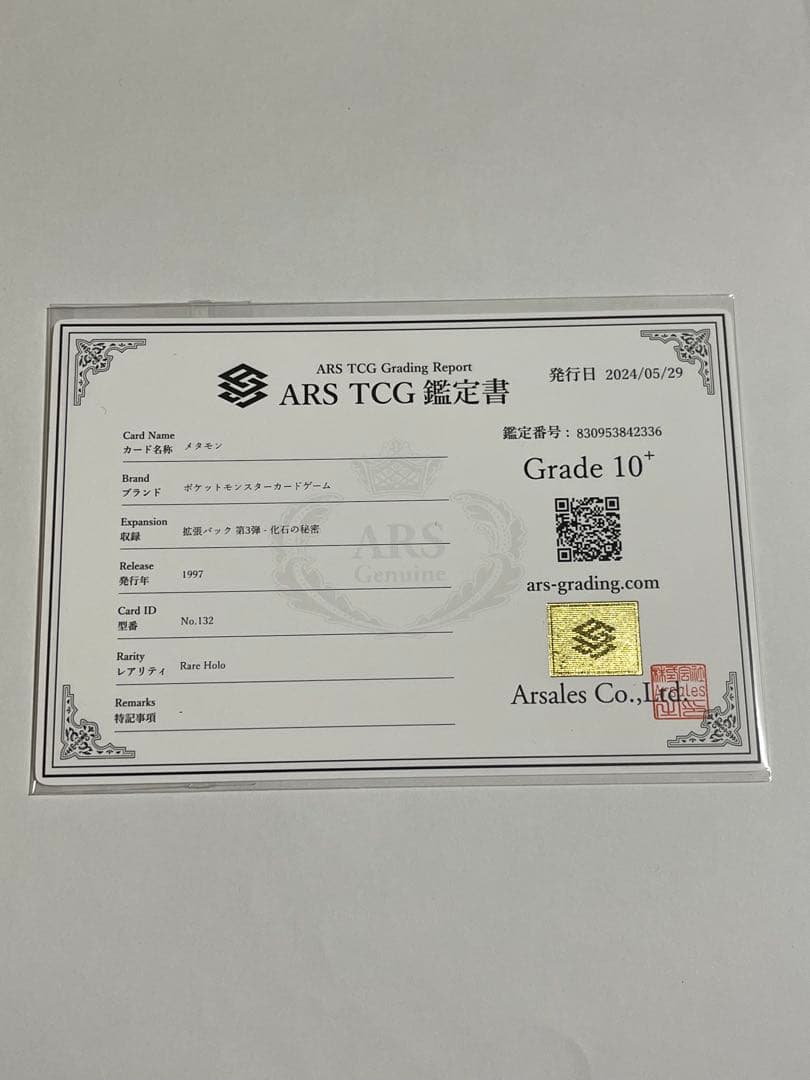 ARS TCG Grading Report
ARS TCG 鑑定書
発行日 2024/05/29
Card Name
カード名称 メタモン
Brand
ブランド ポケットモンスターカードゲーム
Expansion
収録 拡張パック 第3弾 - 化石の秘密
Release
発行年 1997
Card ID
型番 No.132
Rarity
レアリティ Rare Holo
Remarks
特記事項 -
ARS
Genuine
鑑定番号：830953842336
Grade 10+
ars-grading.com
Arsales Co.,Ltd.
株式会社
Arsales